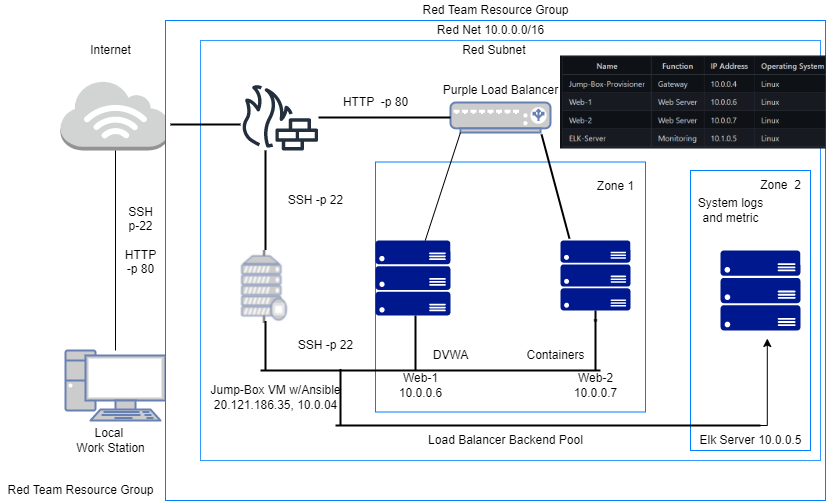 Red Team Resource Group
Red Net 10.0.0.0/16
Red Subnet
Internet
Name Function IP Address Operating System
Jump-Box-Provisioner Gateway 10.0.0.4 Linux
Web-1 Web Server 10.0.0.6 Linux
Web-2 Web Server 10.0.0.7 Linux
ELK-Server Monitoring 10.1.0.5 Linux
Purple Load Balancer
HTTP -p 80
Zone 1
Zone 2
System logs
and metric
SSH -p 22
SSH
p-22
HTTP
-p 80
SSH -p 22
DVWA
Containers
Web-1
10.0.0.6
Web-2
10.0.0.7
Jump-Box VM w/Ansible
20.121.186.35, 10.0.04
Local
Work Station
Load Balancer Backend Pool
Elk Server 10.0.0.5
Red Team Resource Group